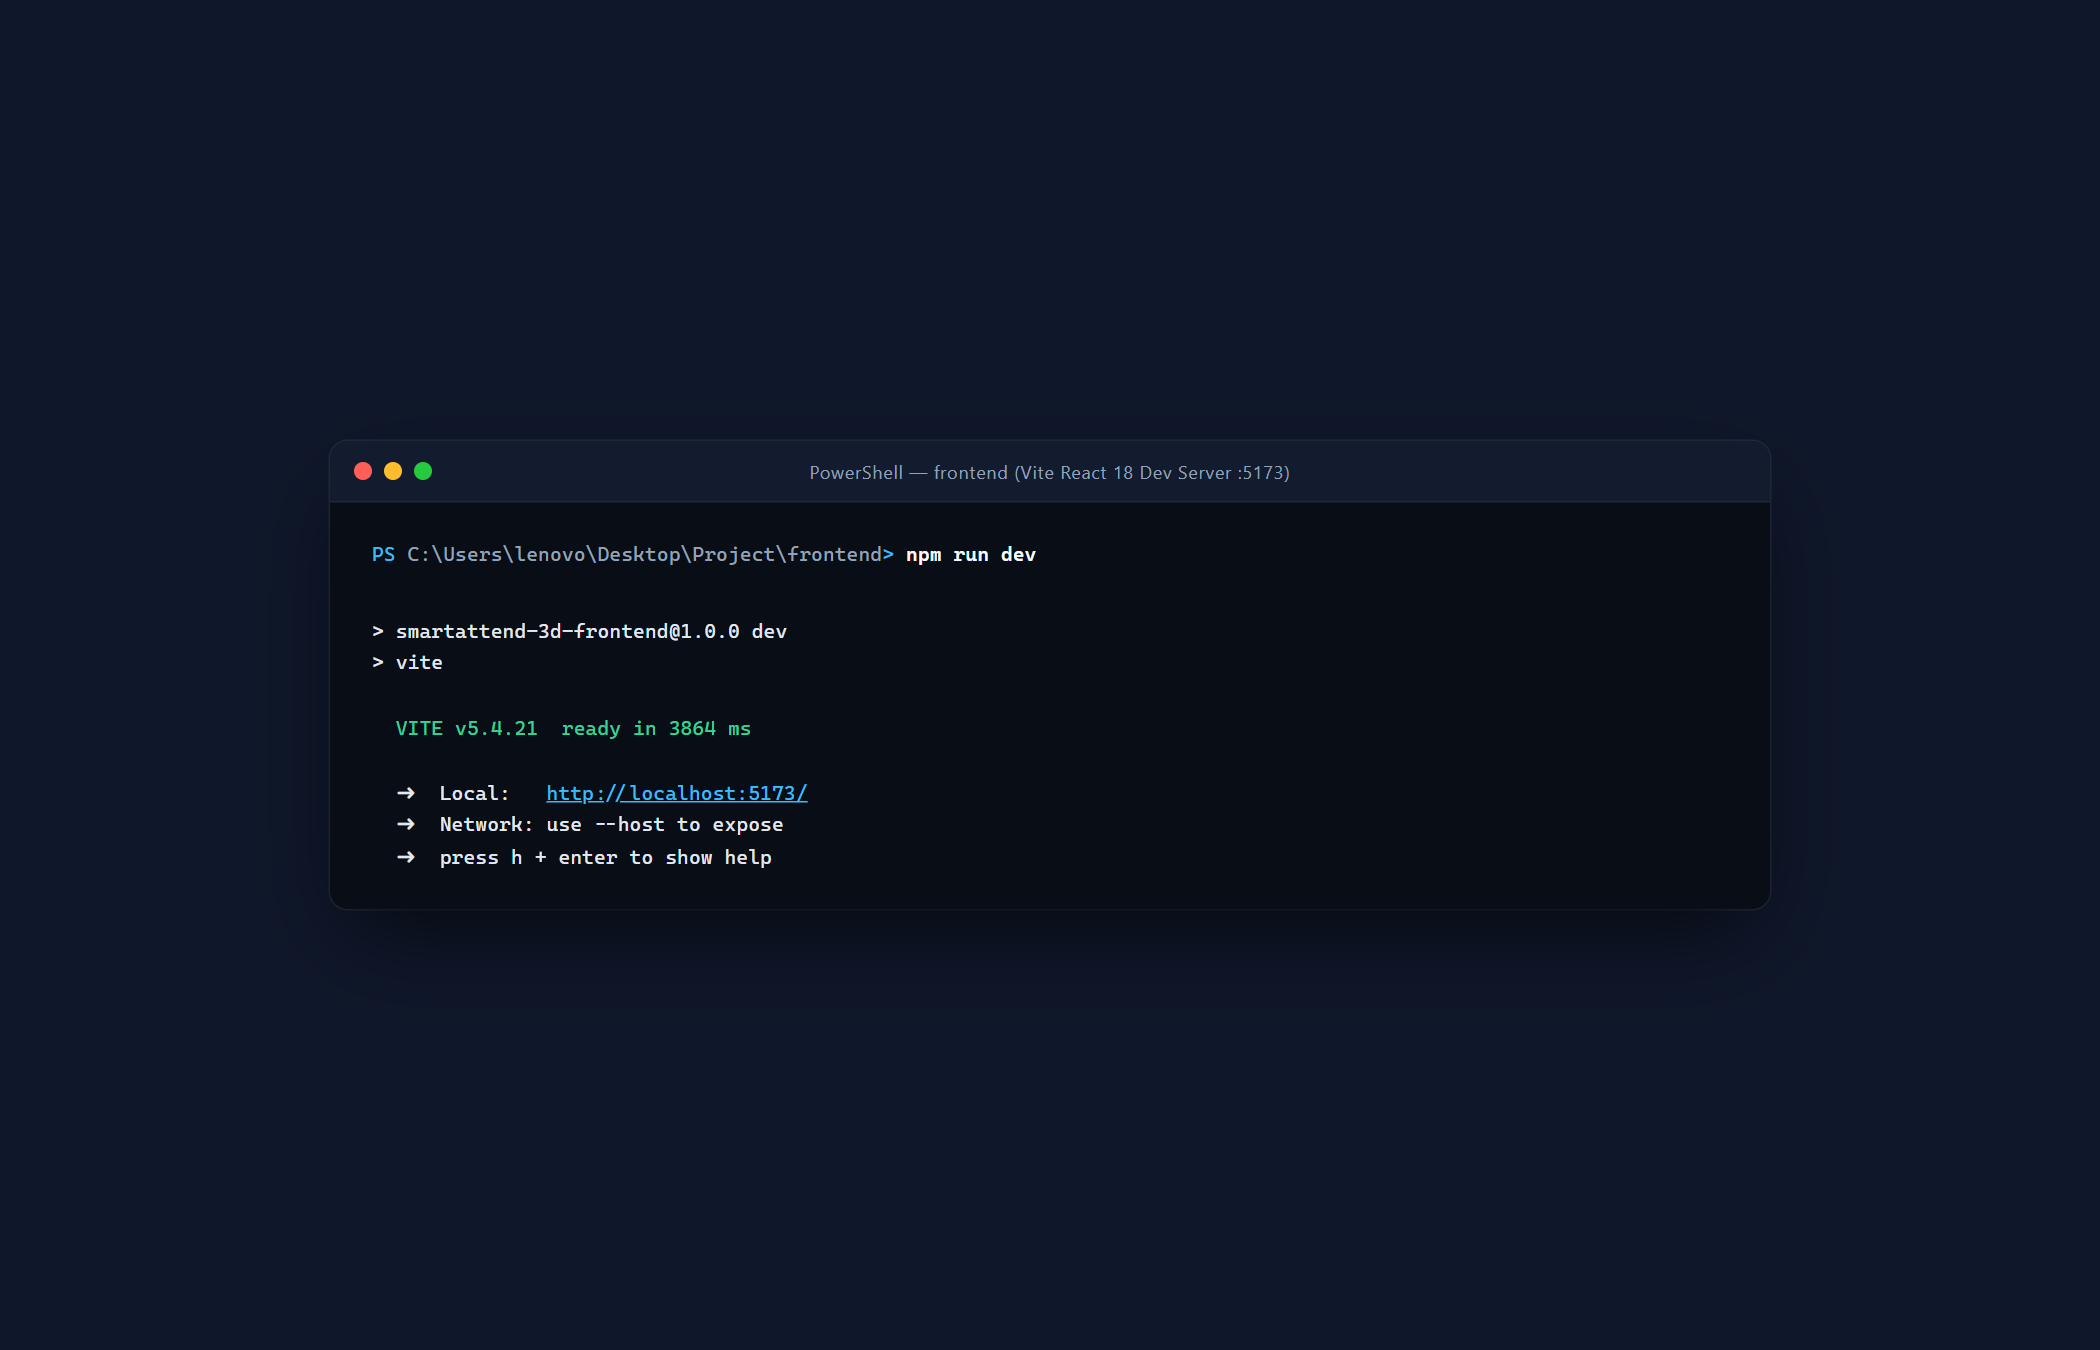 PowerShell — frontend (Vite React 18 Dev Server :5173)
PS C:\Users\lenovo\Desktop\Project\frontend> npm run dev
> smartattend-3d-frontend@1.0.0 dev
> vite
VITE v5.4.21  ready in 3864 ms
➜  Local:   http://localhost:5173/
➜  Network: use --host to expose
➜  press h + enter to show help